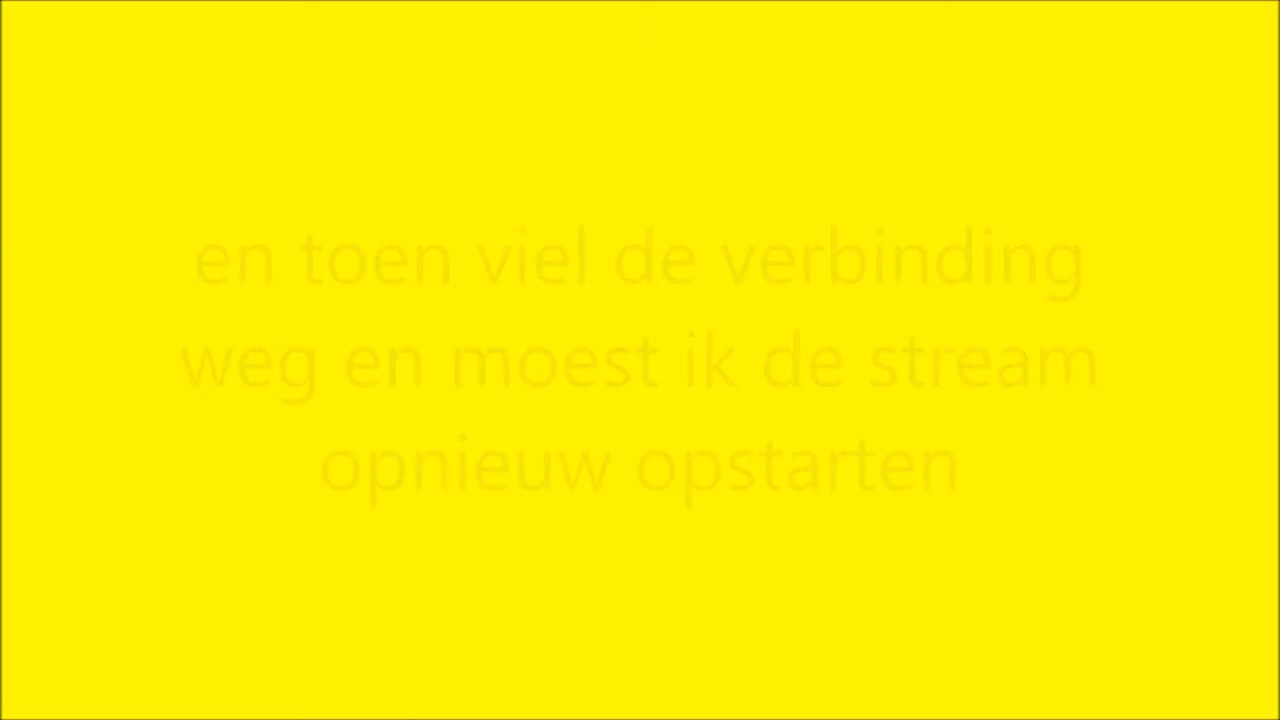 en toen viel de verbinding
weg en moest ik de stream
opnieuw opstarten